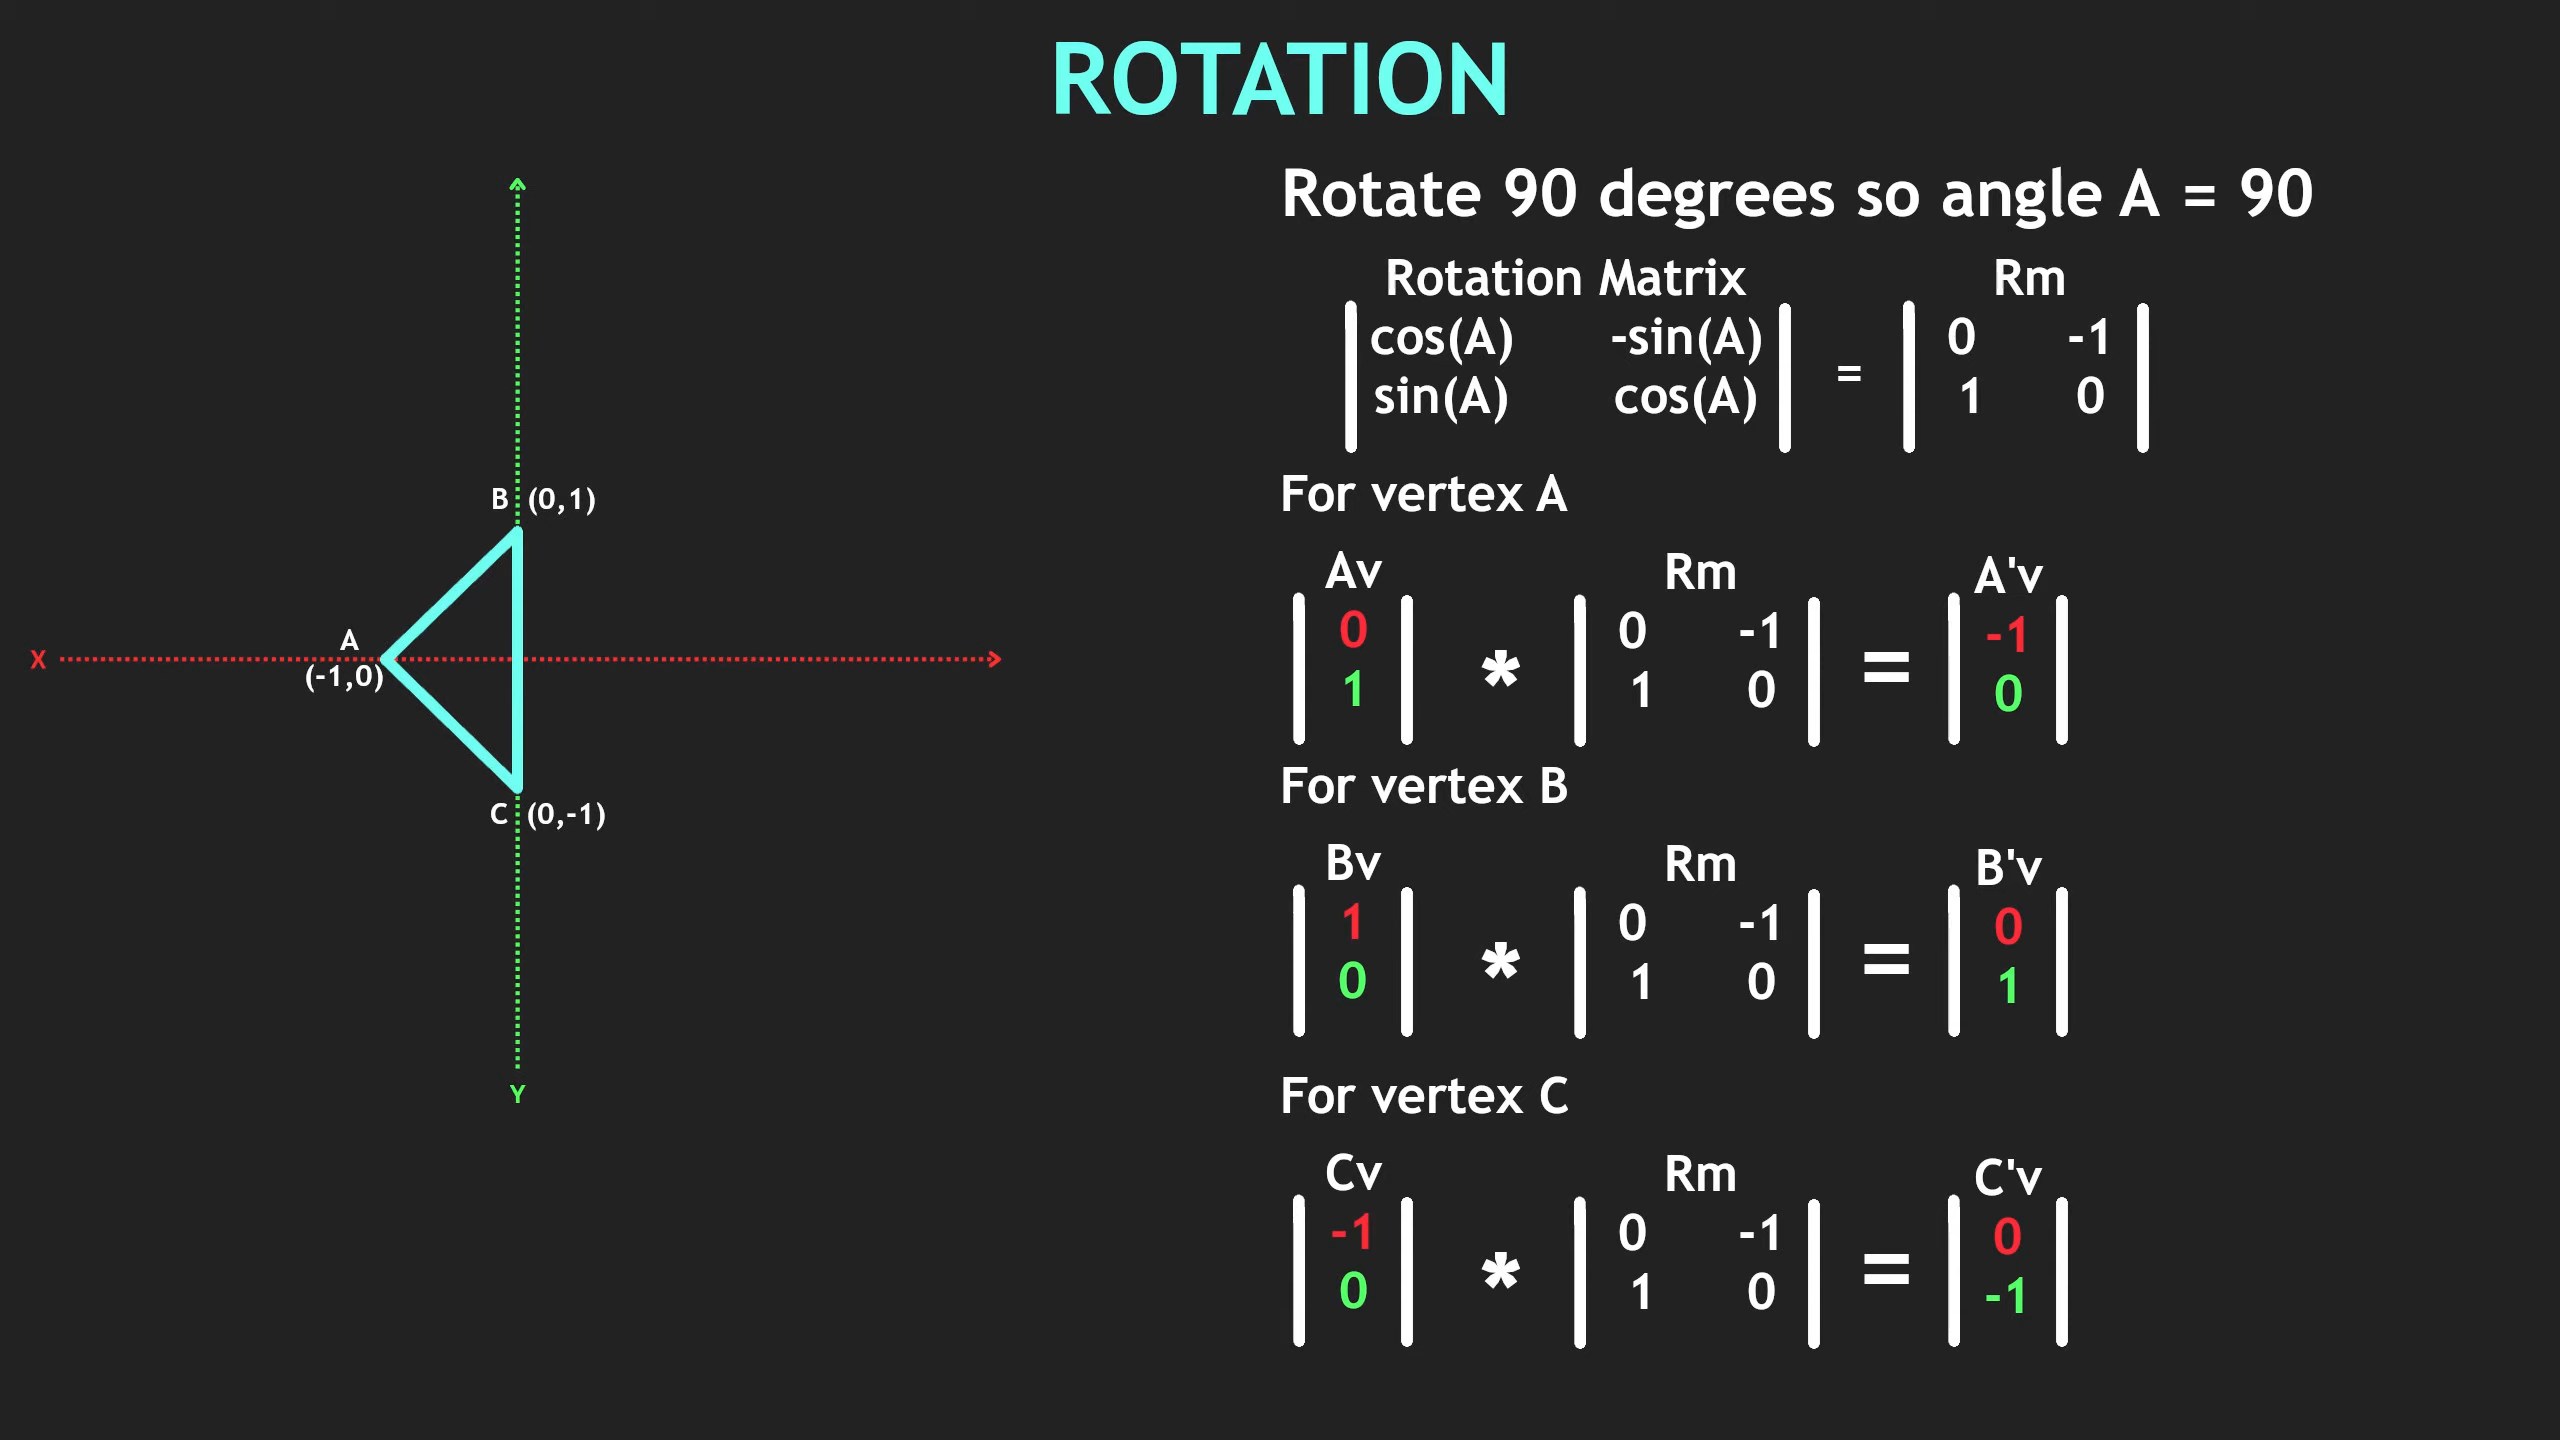 ROTATION
Rotate 90 degrees so angle A = 90
Rotation Matrix Rm
cos(A) -sin(A) 0 -1
=
sin(A) cos(A) 1 0
For vertex A
Av Rm A'v
0 0 -1 -1
* =
1 1 0 0
For vertex B
Bv Rm B'v
1 0 -1 0
* =
0 1 0 1
For vertex C
Cv Rm C'v
-1 0 -1 0
* =
0 1 0 -1
B (0,1)
A
X
(-1,0)
C (0,-1)
Y